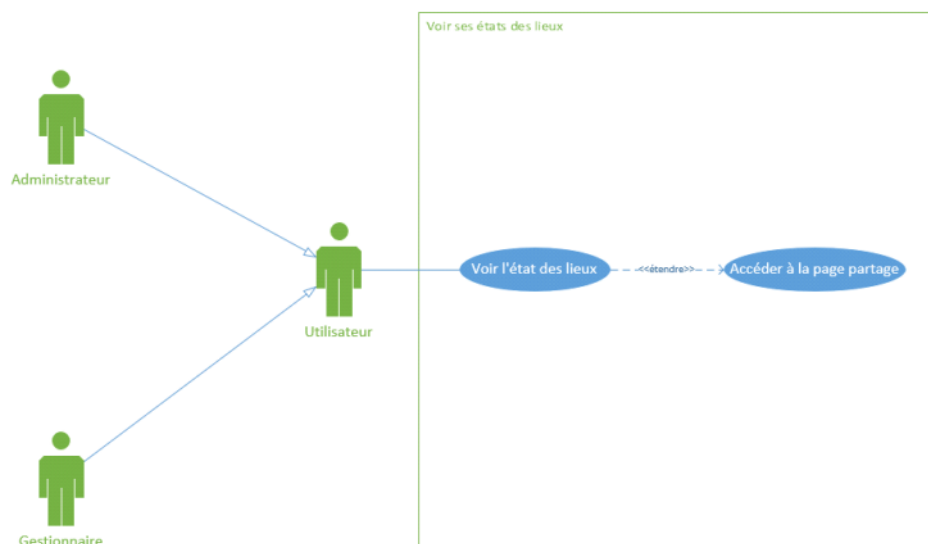 Voir ses états des lieux
Administrateur
Utilisateur
Voir l'état des lieux
<<étendre>>
Accéder à la page partage
Gestionnaire